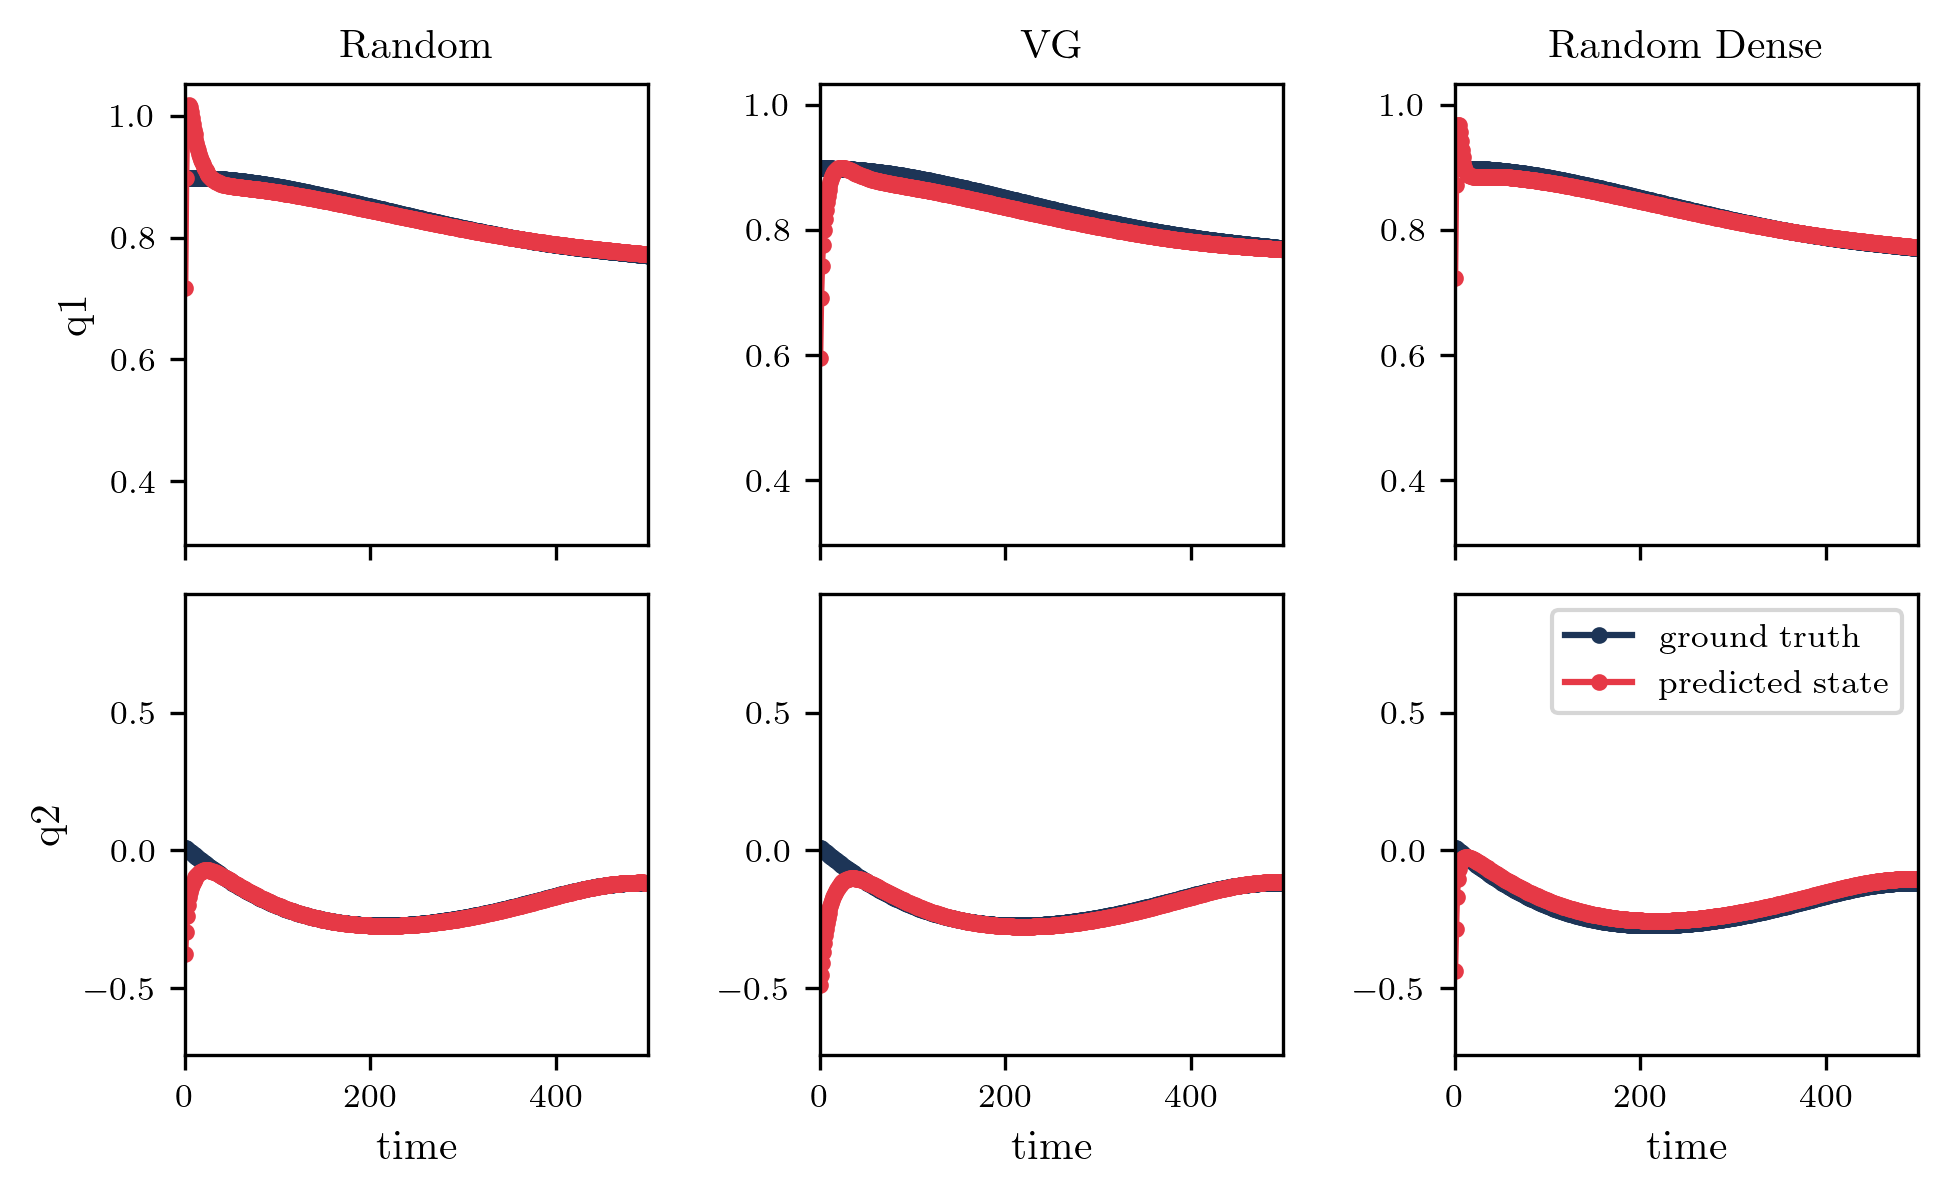 Random VG Random Dense
1.0 1.0 1.0
0.8 0.8 0.8
0.6 0.6 0.6
0.4 0.4 0.4
q1
ground truth
predicted state
0.5 0.5 0.5
0.0 0.0 0.0
−0.5 −0.5 −0.5
q2
0 200 400 0 200 400 0 200 400
time time time